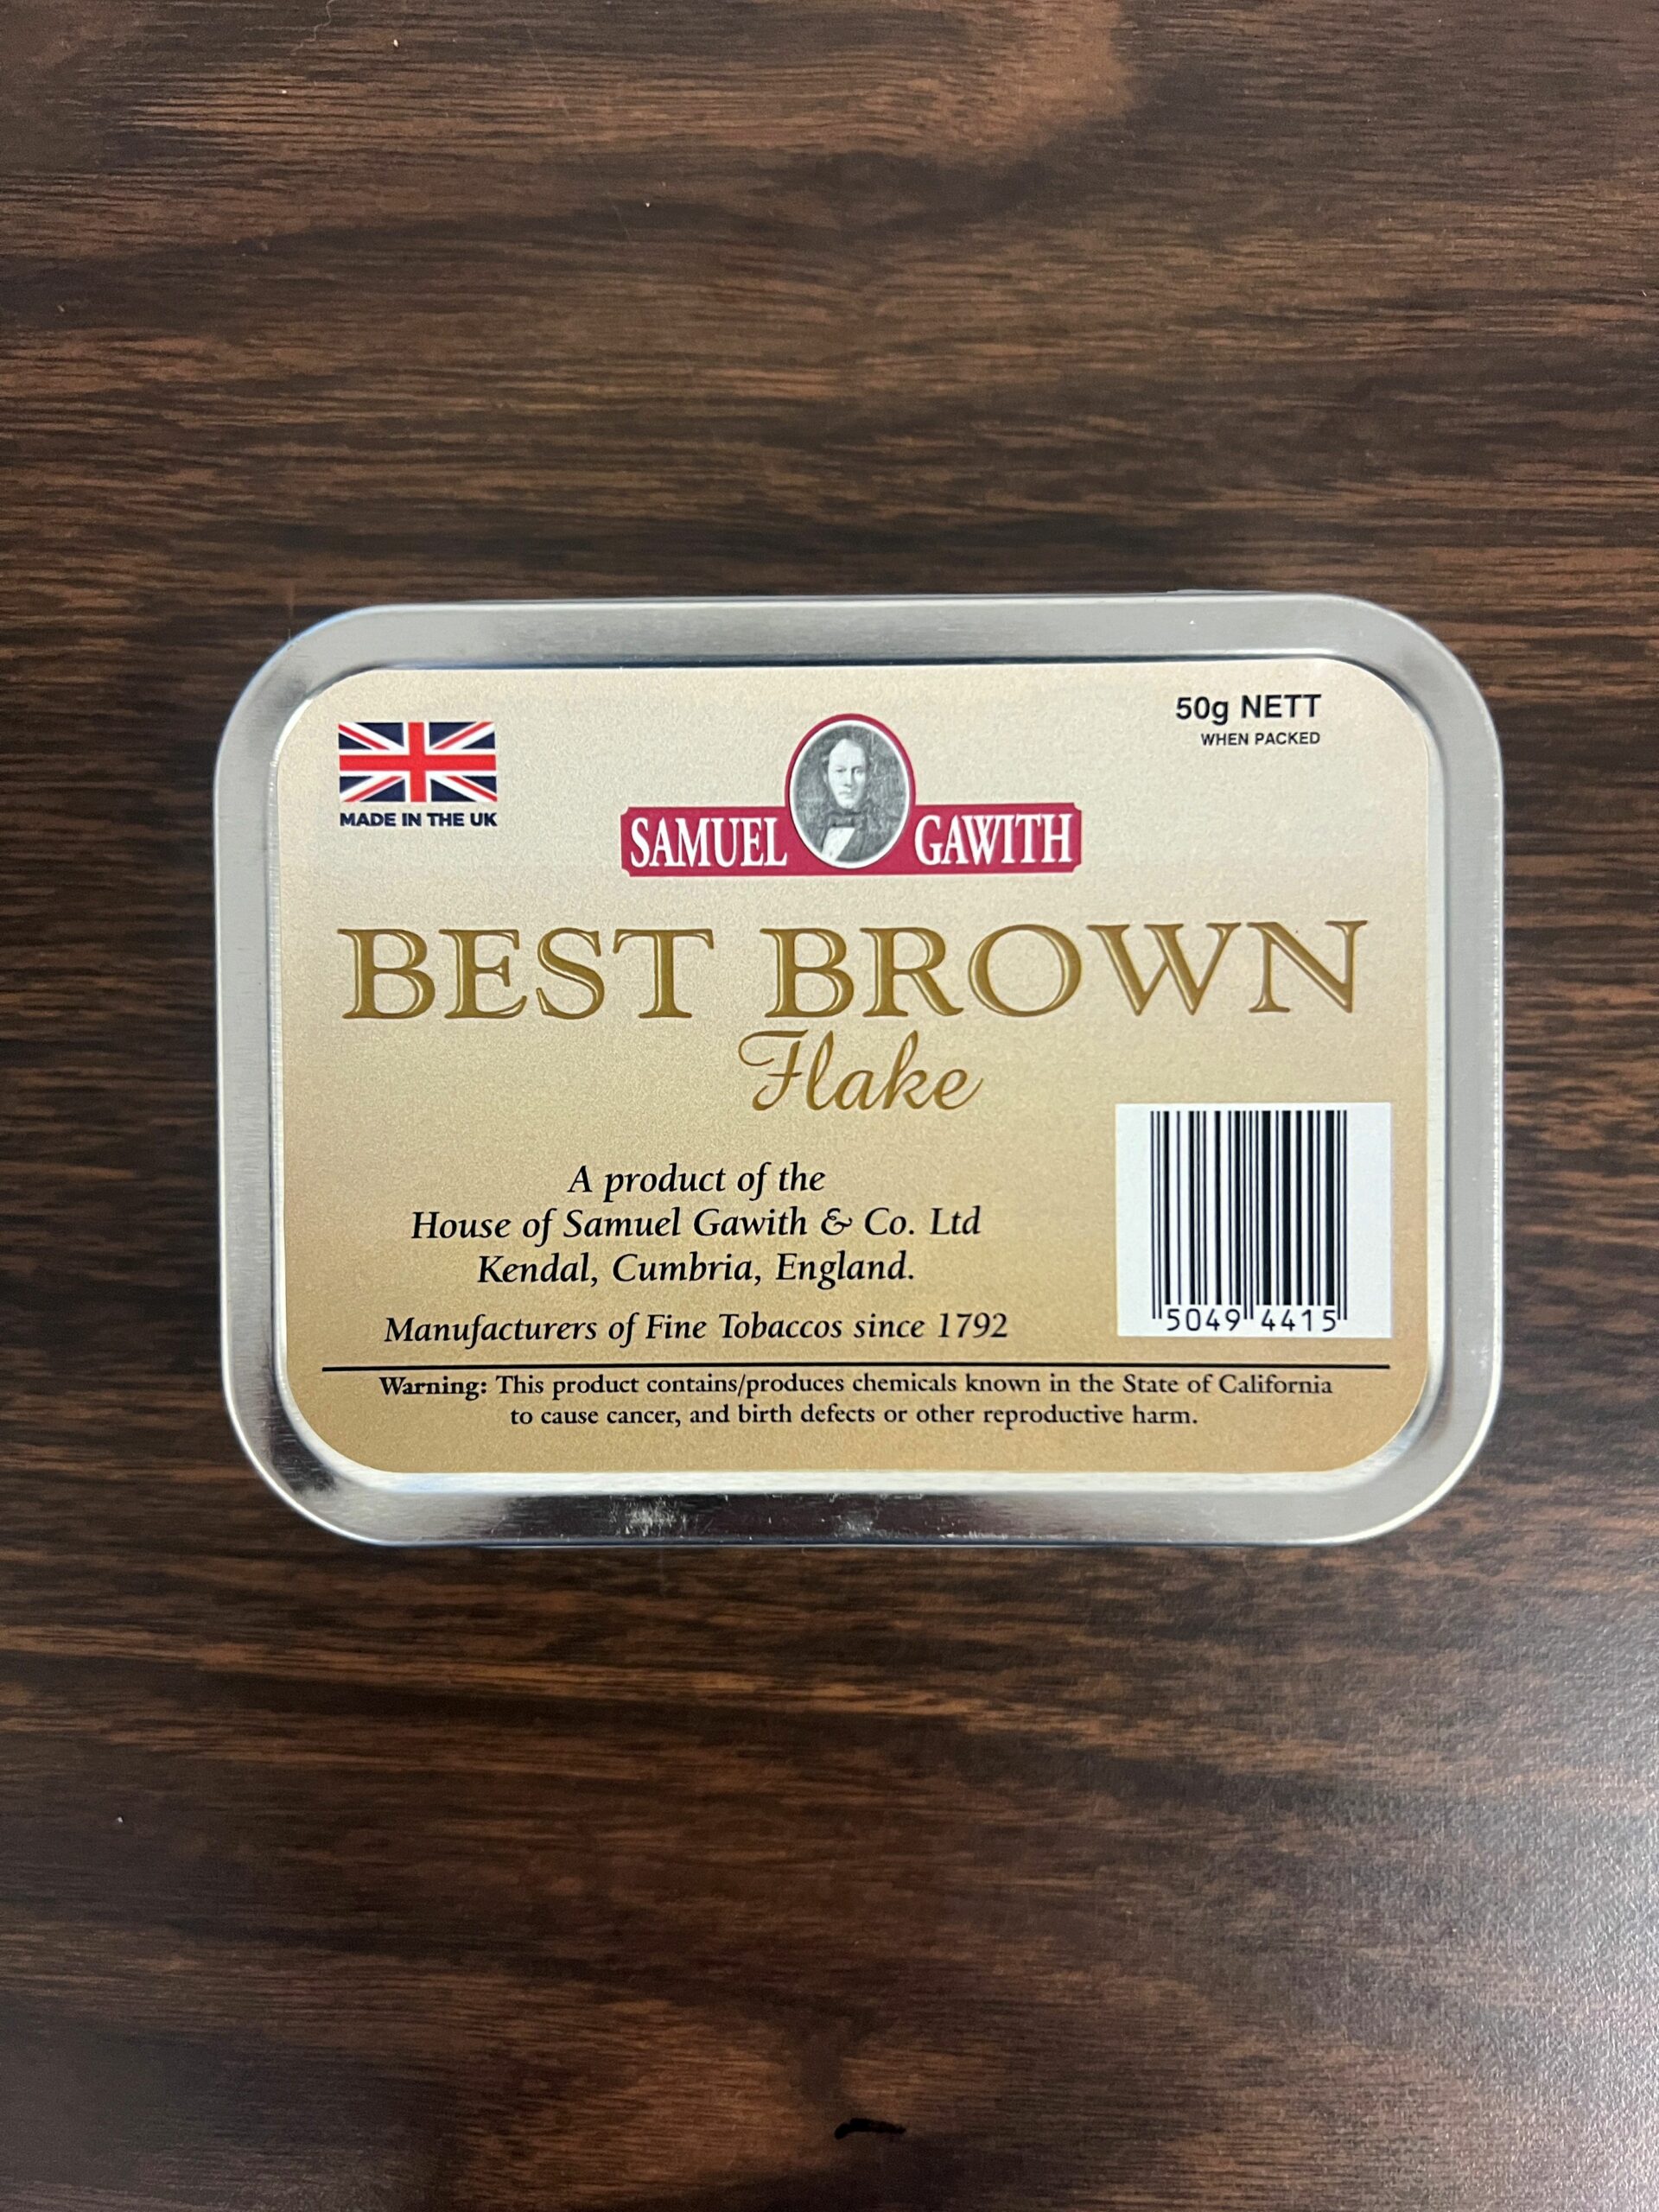 50g NETT
WHEN PACKED
MADE IN THE UK
SAMUEL GAWITH
BEST BROWN
Flake
A product of the
House of Samuel Gawith & Co. Ltd
Kendal, Cumbria, England.
Manufacturers of Fine Tobaccos since 1792
5049 4415
Warning: This product contains/produces chemicals known in the State of California
to cause cancer, and birth defects or other reproductive harm.